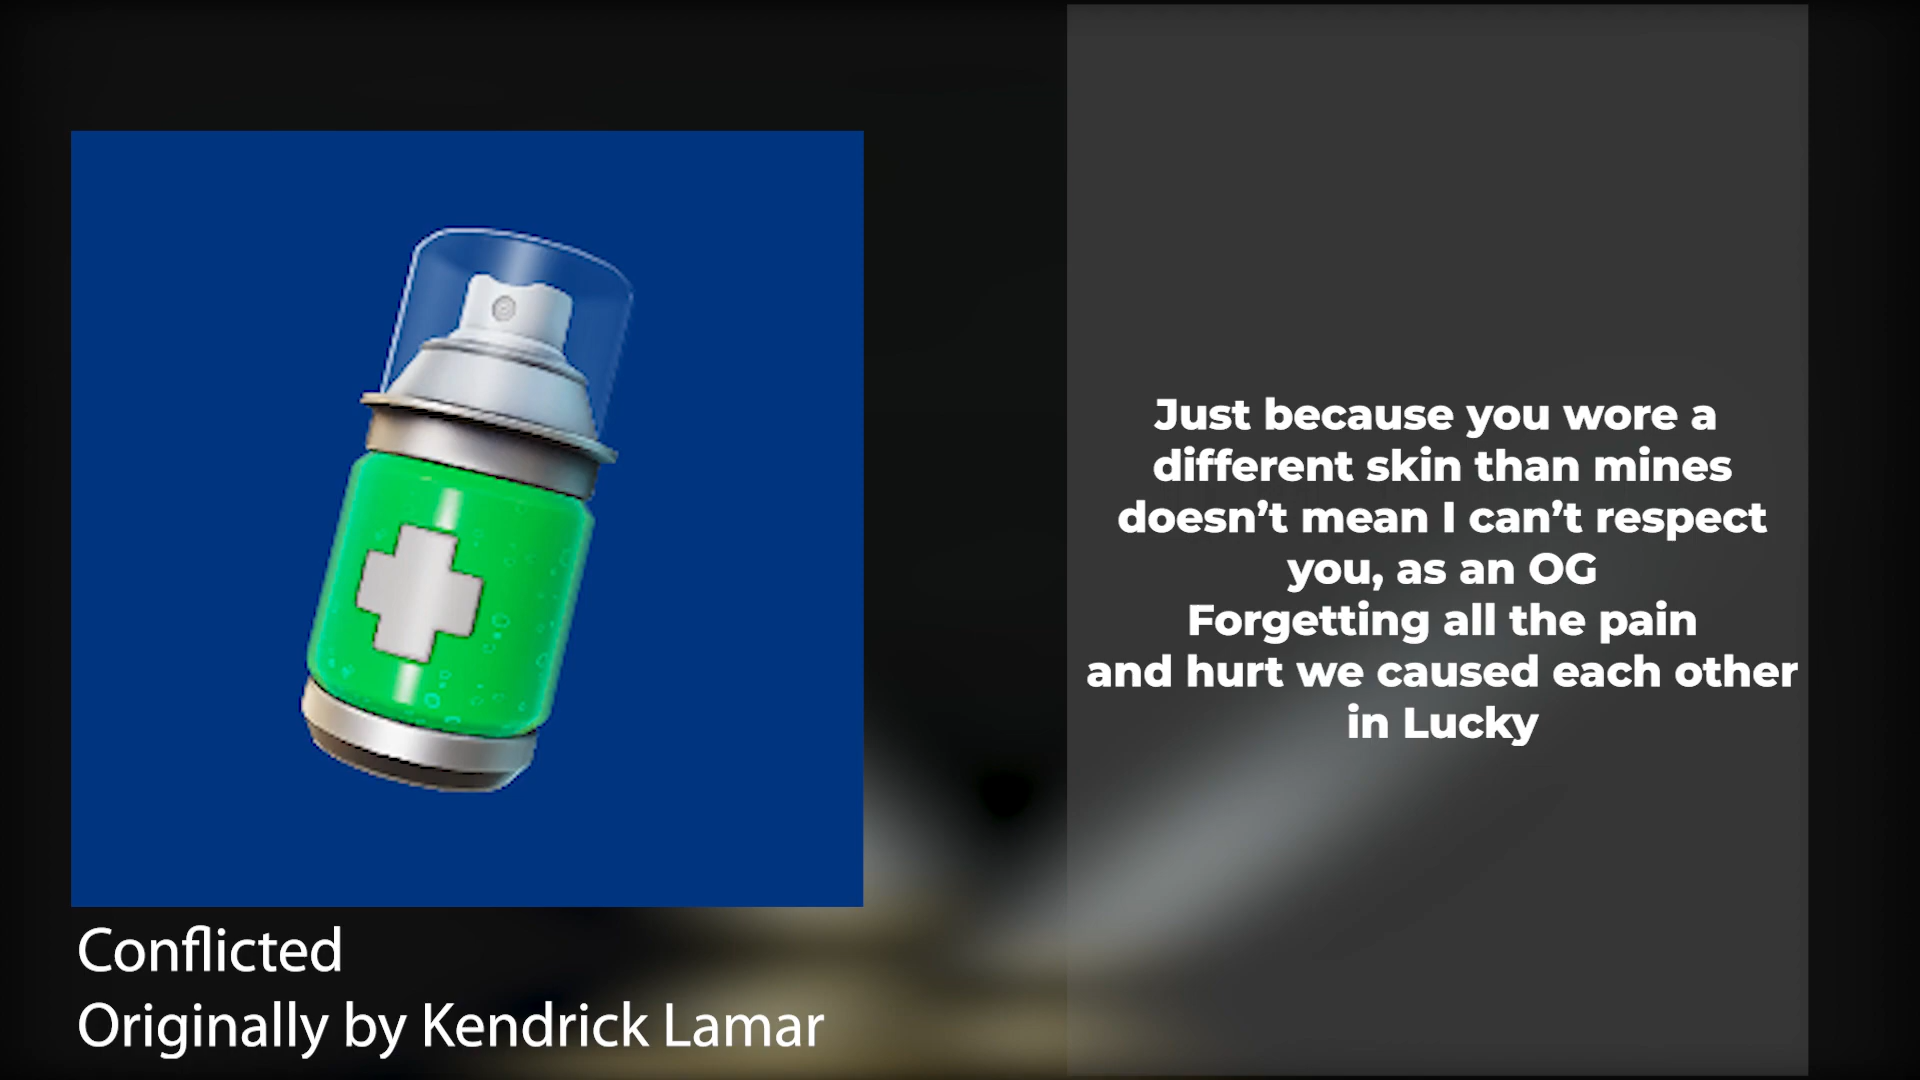 Just because you wore a
different skin than mines
doesn’t mean I can’t respect
you, as an OG
Forgetting all the pain
and hurt we caused each other
in Lucky
Conflicted
Originally by Kendrick Lamar